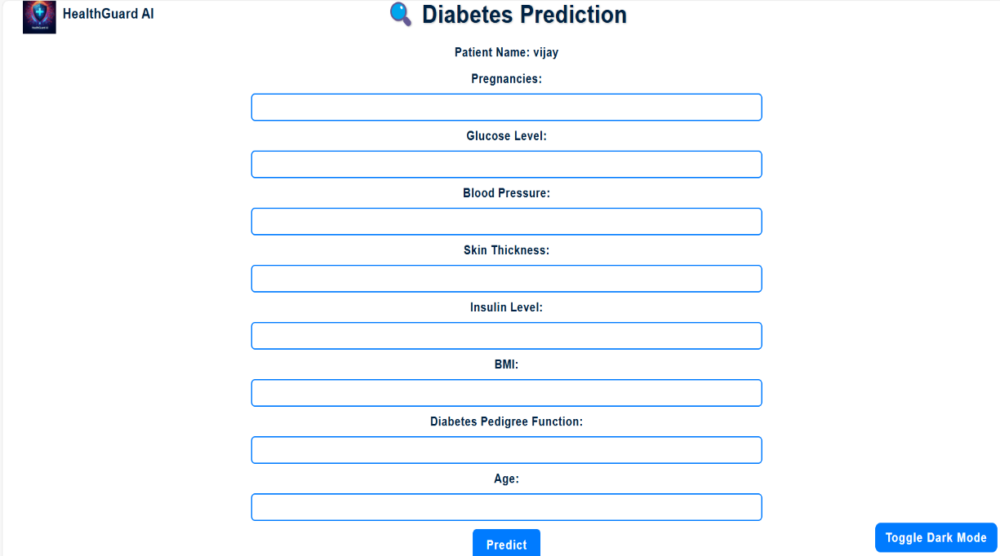 HealthGuard AI
Diabetes Prediction
Patient Name: vijay
Pregnancies:
Glucose Level:
Blood Pressure:
Skin Thickness:
Insulin Level:
BMI:
Diabetes Pedigree Function:
Age:
Predict
Toggle Dark Mode